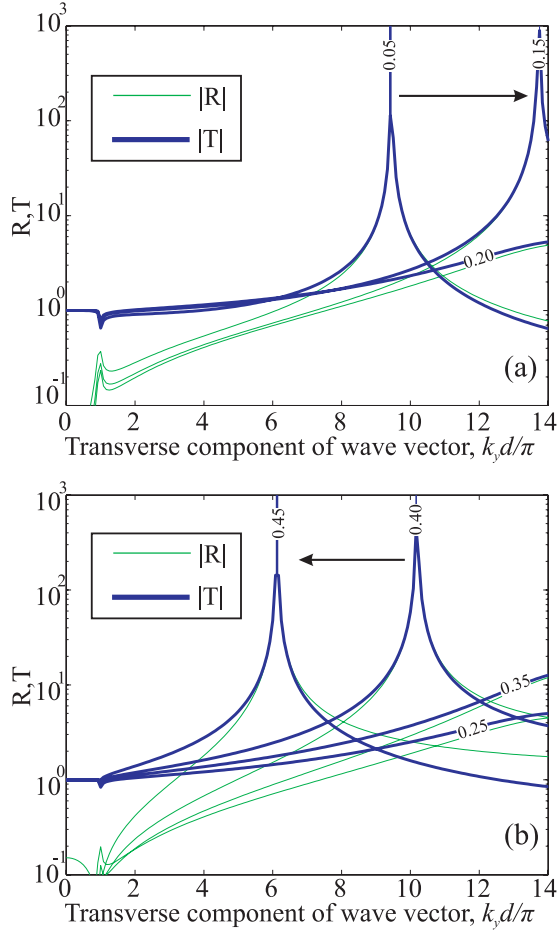 10³
0.05
0.15
|R|
|T|
10²
R,T
10¹
0.20
10⁰
10⁻¹
(a)
0 2 4 6 8 10 12 14
Transverse component of wave vector, kᵧd/π
10³
0.45
0.40
|R|
|T|
10²
R,T
10¹
0.35
0.25
10⁰
10⁻¹
(b)
0 2 4 6 8 10 12 14
Transverse component of wave vector, kᵧd/π